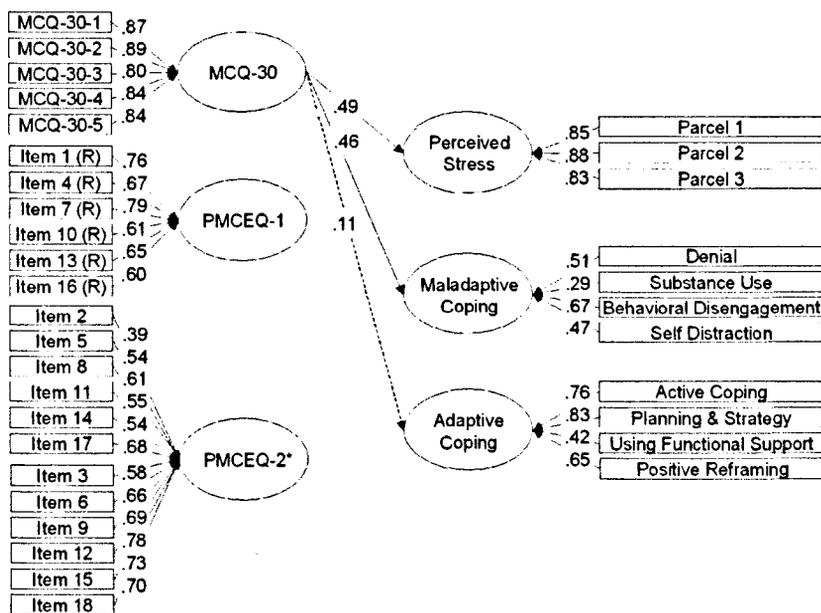 MCQ-30-1
MCQ-30-2
MCQ-30-3
MCQ-30-4
MCQ-30-5
.87
.89
.80
.84
.84
MCQ-30
Item 1 (R)
Item 4 (R)
Item 7 (R)
Item 10 (R)
Item 13 (R)
Item 16 (R)
.76
.67
.79
.61
.65
.60
PMCEQ-1
Item 2
Item 5
Item 8
Item 11
Item 14
Item 17
Item 3
Item 6
Item 9
Item 12
Item 15
Item 18
.39
.54
.61
.55
.54
.68
.58
.66
.69
.78
.73
.70
PMCEQ-2*
.49
.46
.11
Perceived
Stress
.85
.88
.83
Parcel 1
Parcel 2
Parcel 3
Maladaptive
Coping
.51
.29
.67
.47
Denial
Substance Use
Behavioral Disengagement
Self Distraction
Adaptive
Coping
.76
.83
.42
.65
Active Coping
Planning & Strategy
Using Functional Support
Positive Reframing